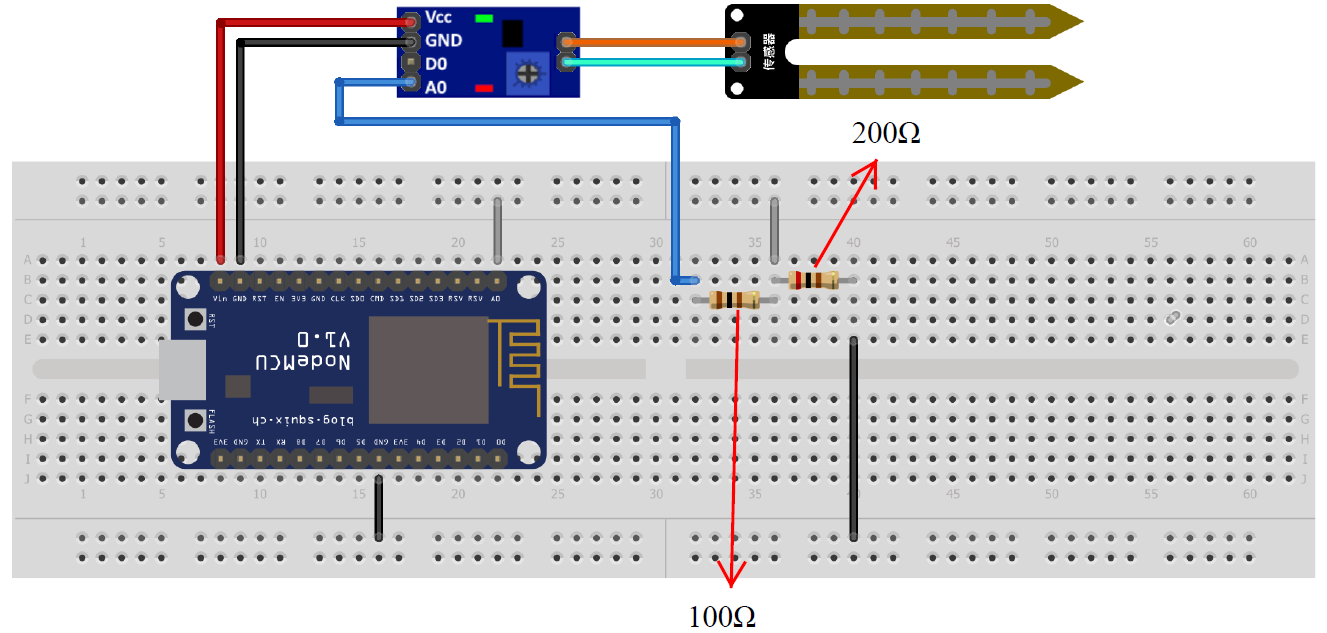 Vcc
GND
D0
A0
传感器
200Ω
1 5 10 15 20 25 30 35 40 45 50 55 60
A A
B B
C C
D D
E E
Vin GND RST EN 3V3 GND CLK SD0 CMD SD1 SD2 SD3 RSV RSV A0
RST
V1.0
NodeMCU
FLASH
blog.squix.ch
3V3 GND TX RX D8 D7 D6 D5 GND 3V3 D4 D3 D2 D1 D0
F F
G G
H H
I I
J J
1 5 10 15 20 25 30 35 40 45 50 55 60
100Ω